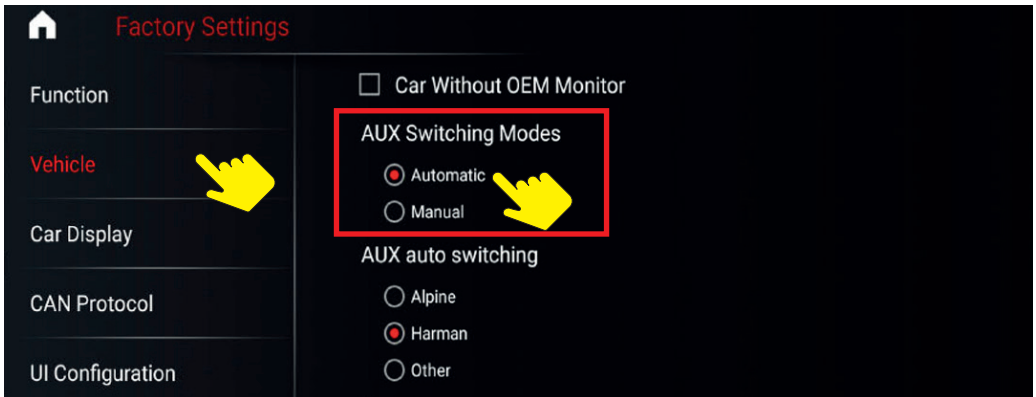 Factory Settings
Function
Vehicle
Car Display
CAN Protocol
UI Configuration
Car Without OEM Monitor
AUX Switching Modes
Automatic
Manual
AUX auto switching
Alpine
Harman
Other